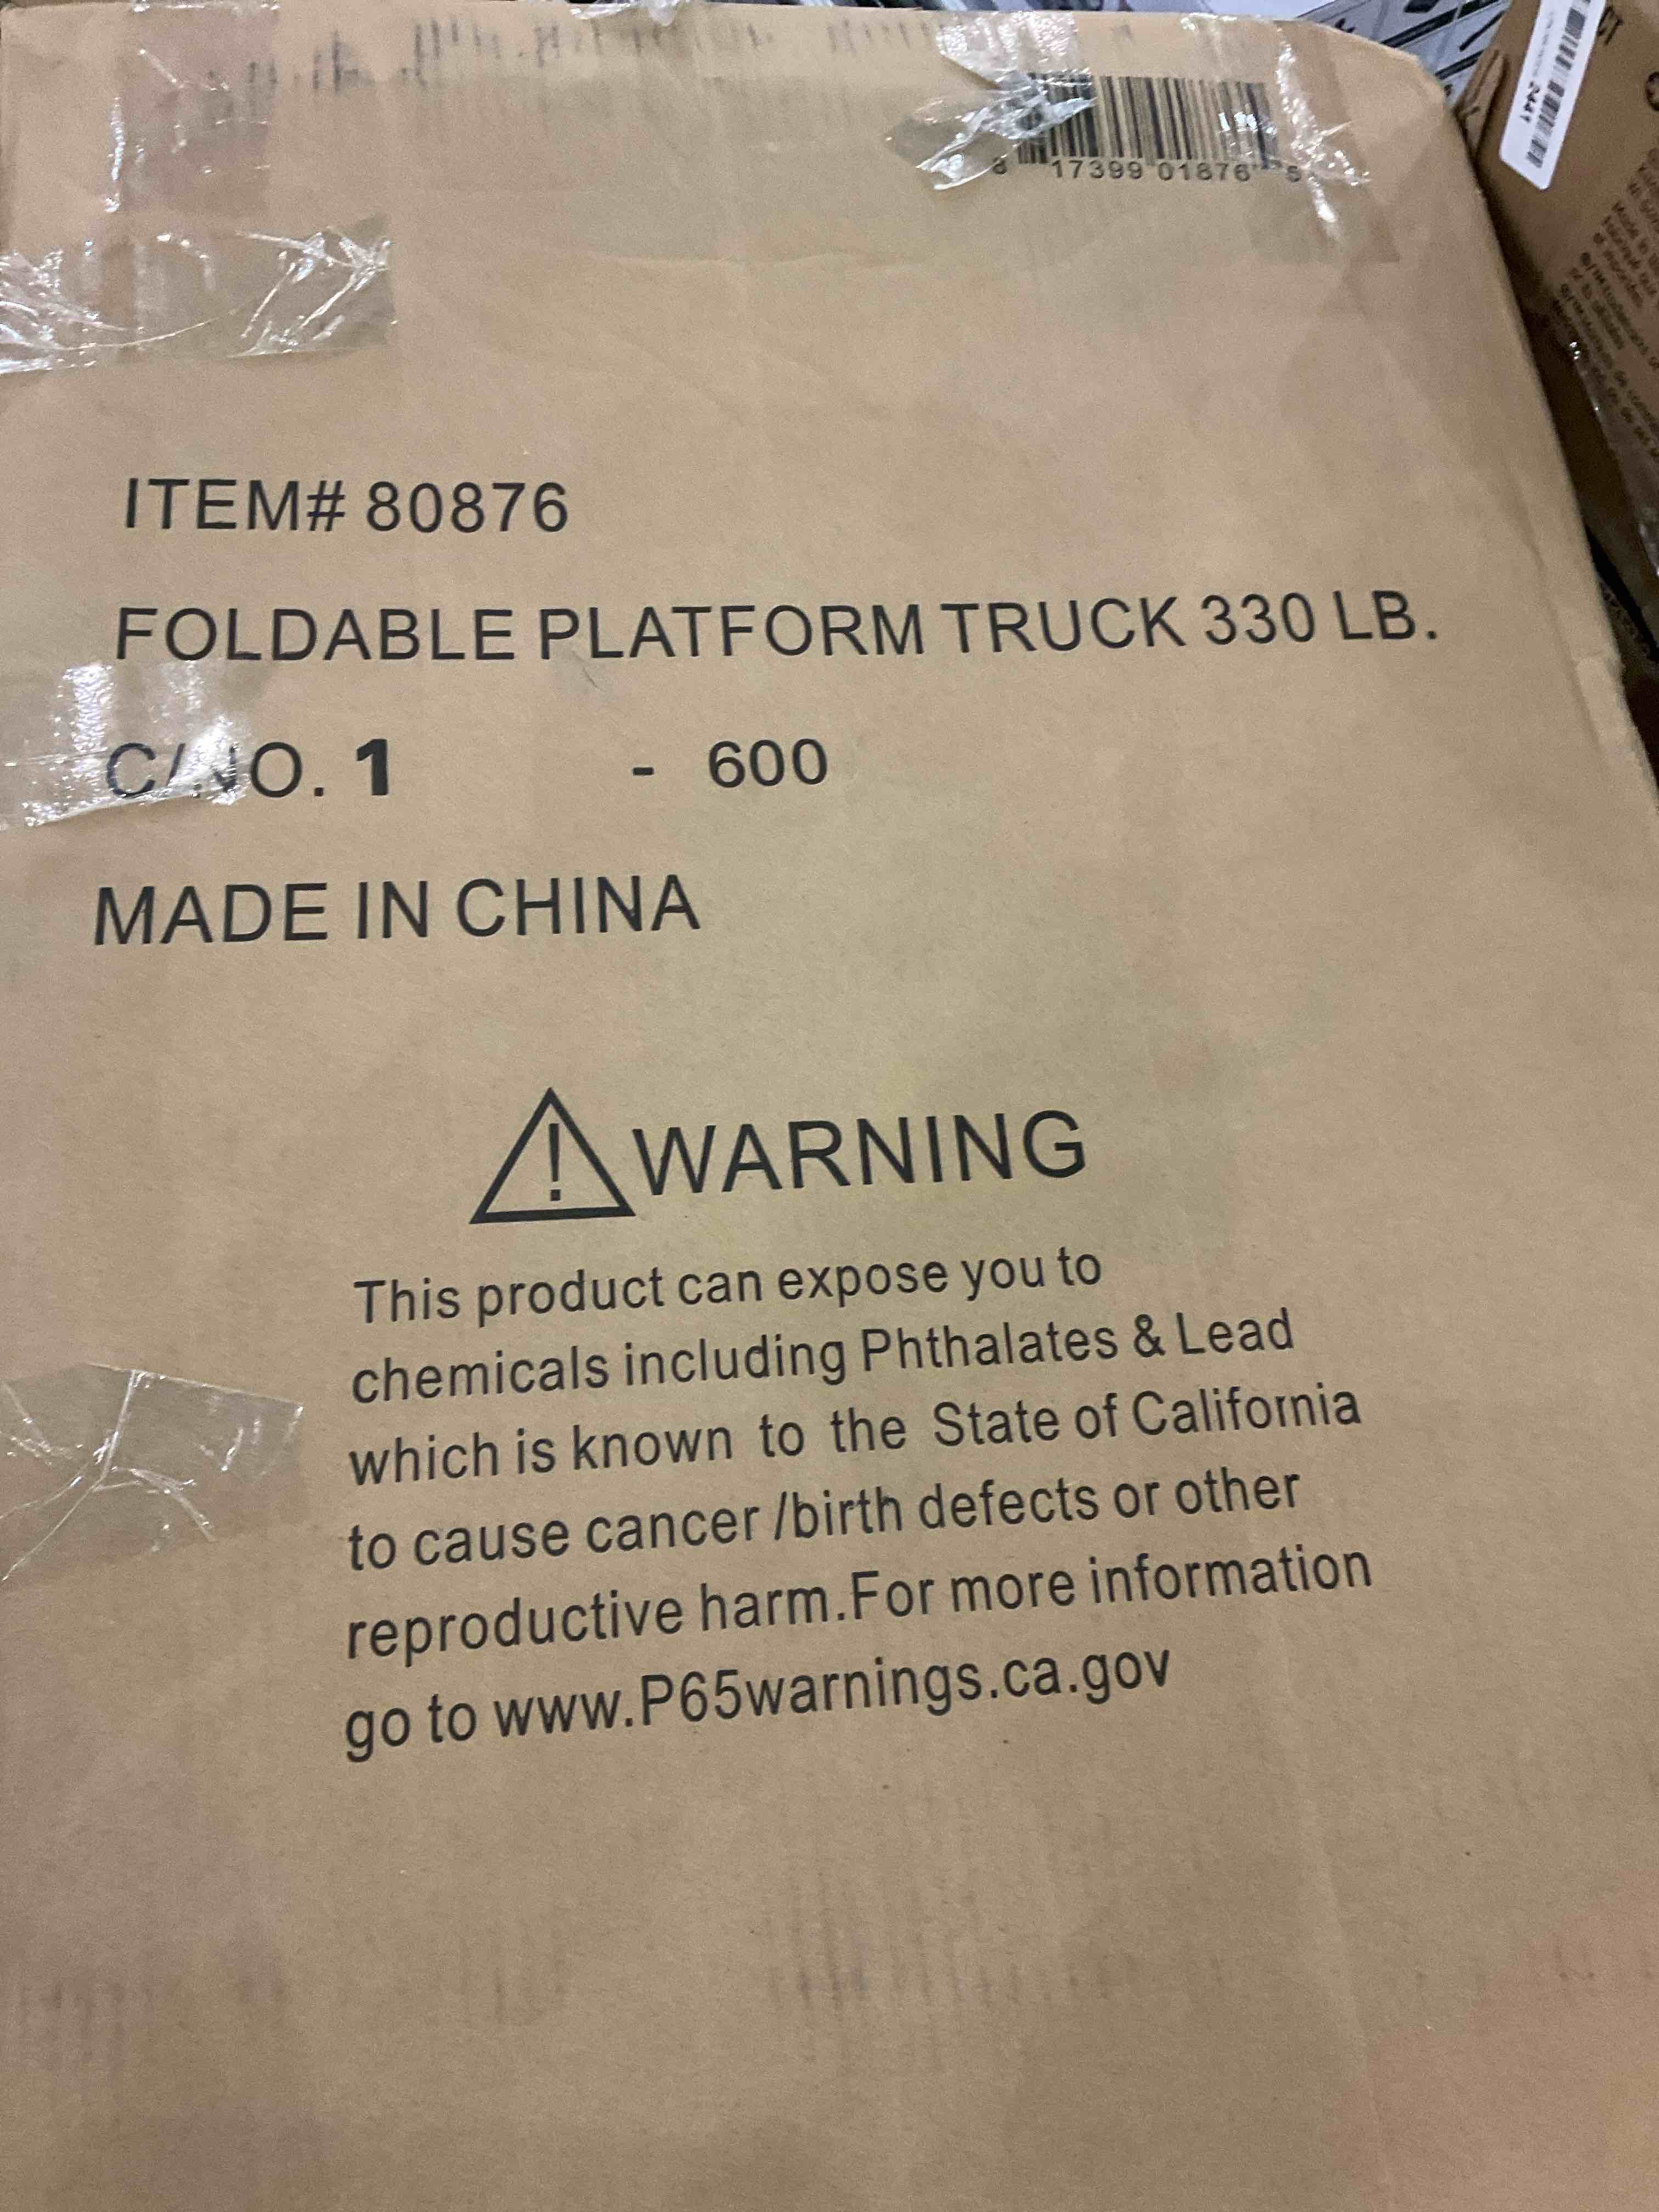 8 17399 01876
2441
ITEM# 80876
FOLDABLE PLATFORM TRUCK 330 LB.
C/NO. 1 - 600
MADE IN CHINA
WARNING
This product can expose you to
chemicals including Phthalates & Lead
which is known to the State of California
to cause cancer /birth defects or other
reproductive harm.For more information
go to www.P65warnings.ca.gov